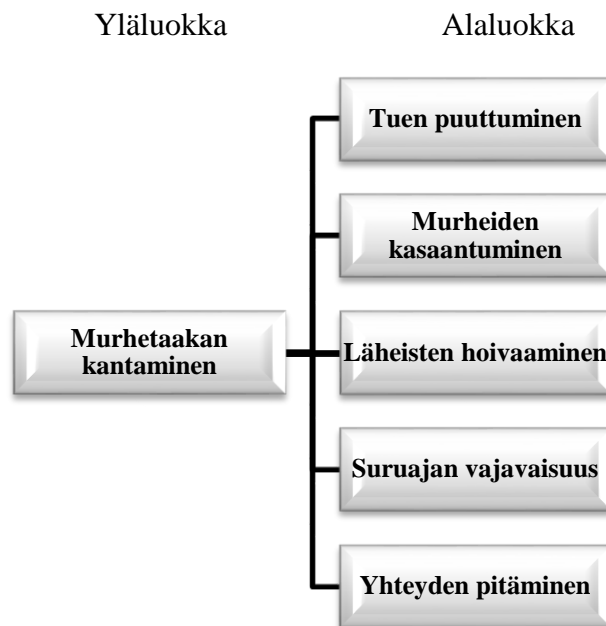 Yläluokka
Alaluokka
Tuen puuttuminen
Murheiden
kasaantuminen
Murhetaakan
kantaminen
Läheisten hoivaaminen
Suruajan vajavaisuus
Yhteyden pitäminen